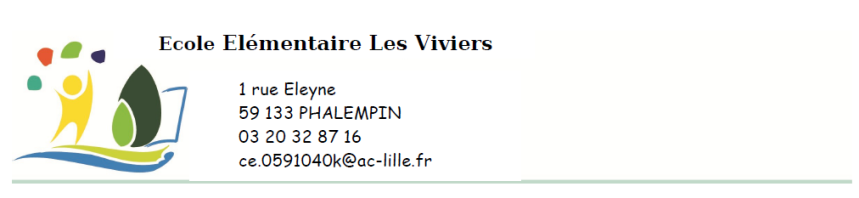 Ecole Elémentaire Les Viviers
1 rue Eleyne
59 133 PHALEMPIN
03 20 32 87 16
ce.0591040k@ac-lille.fr